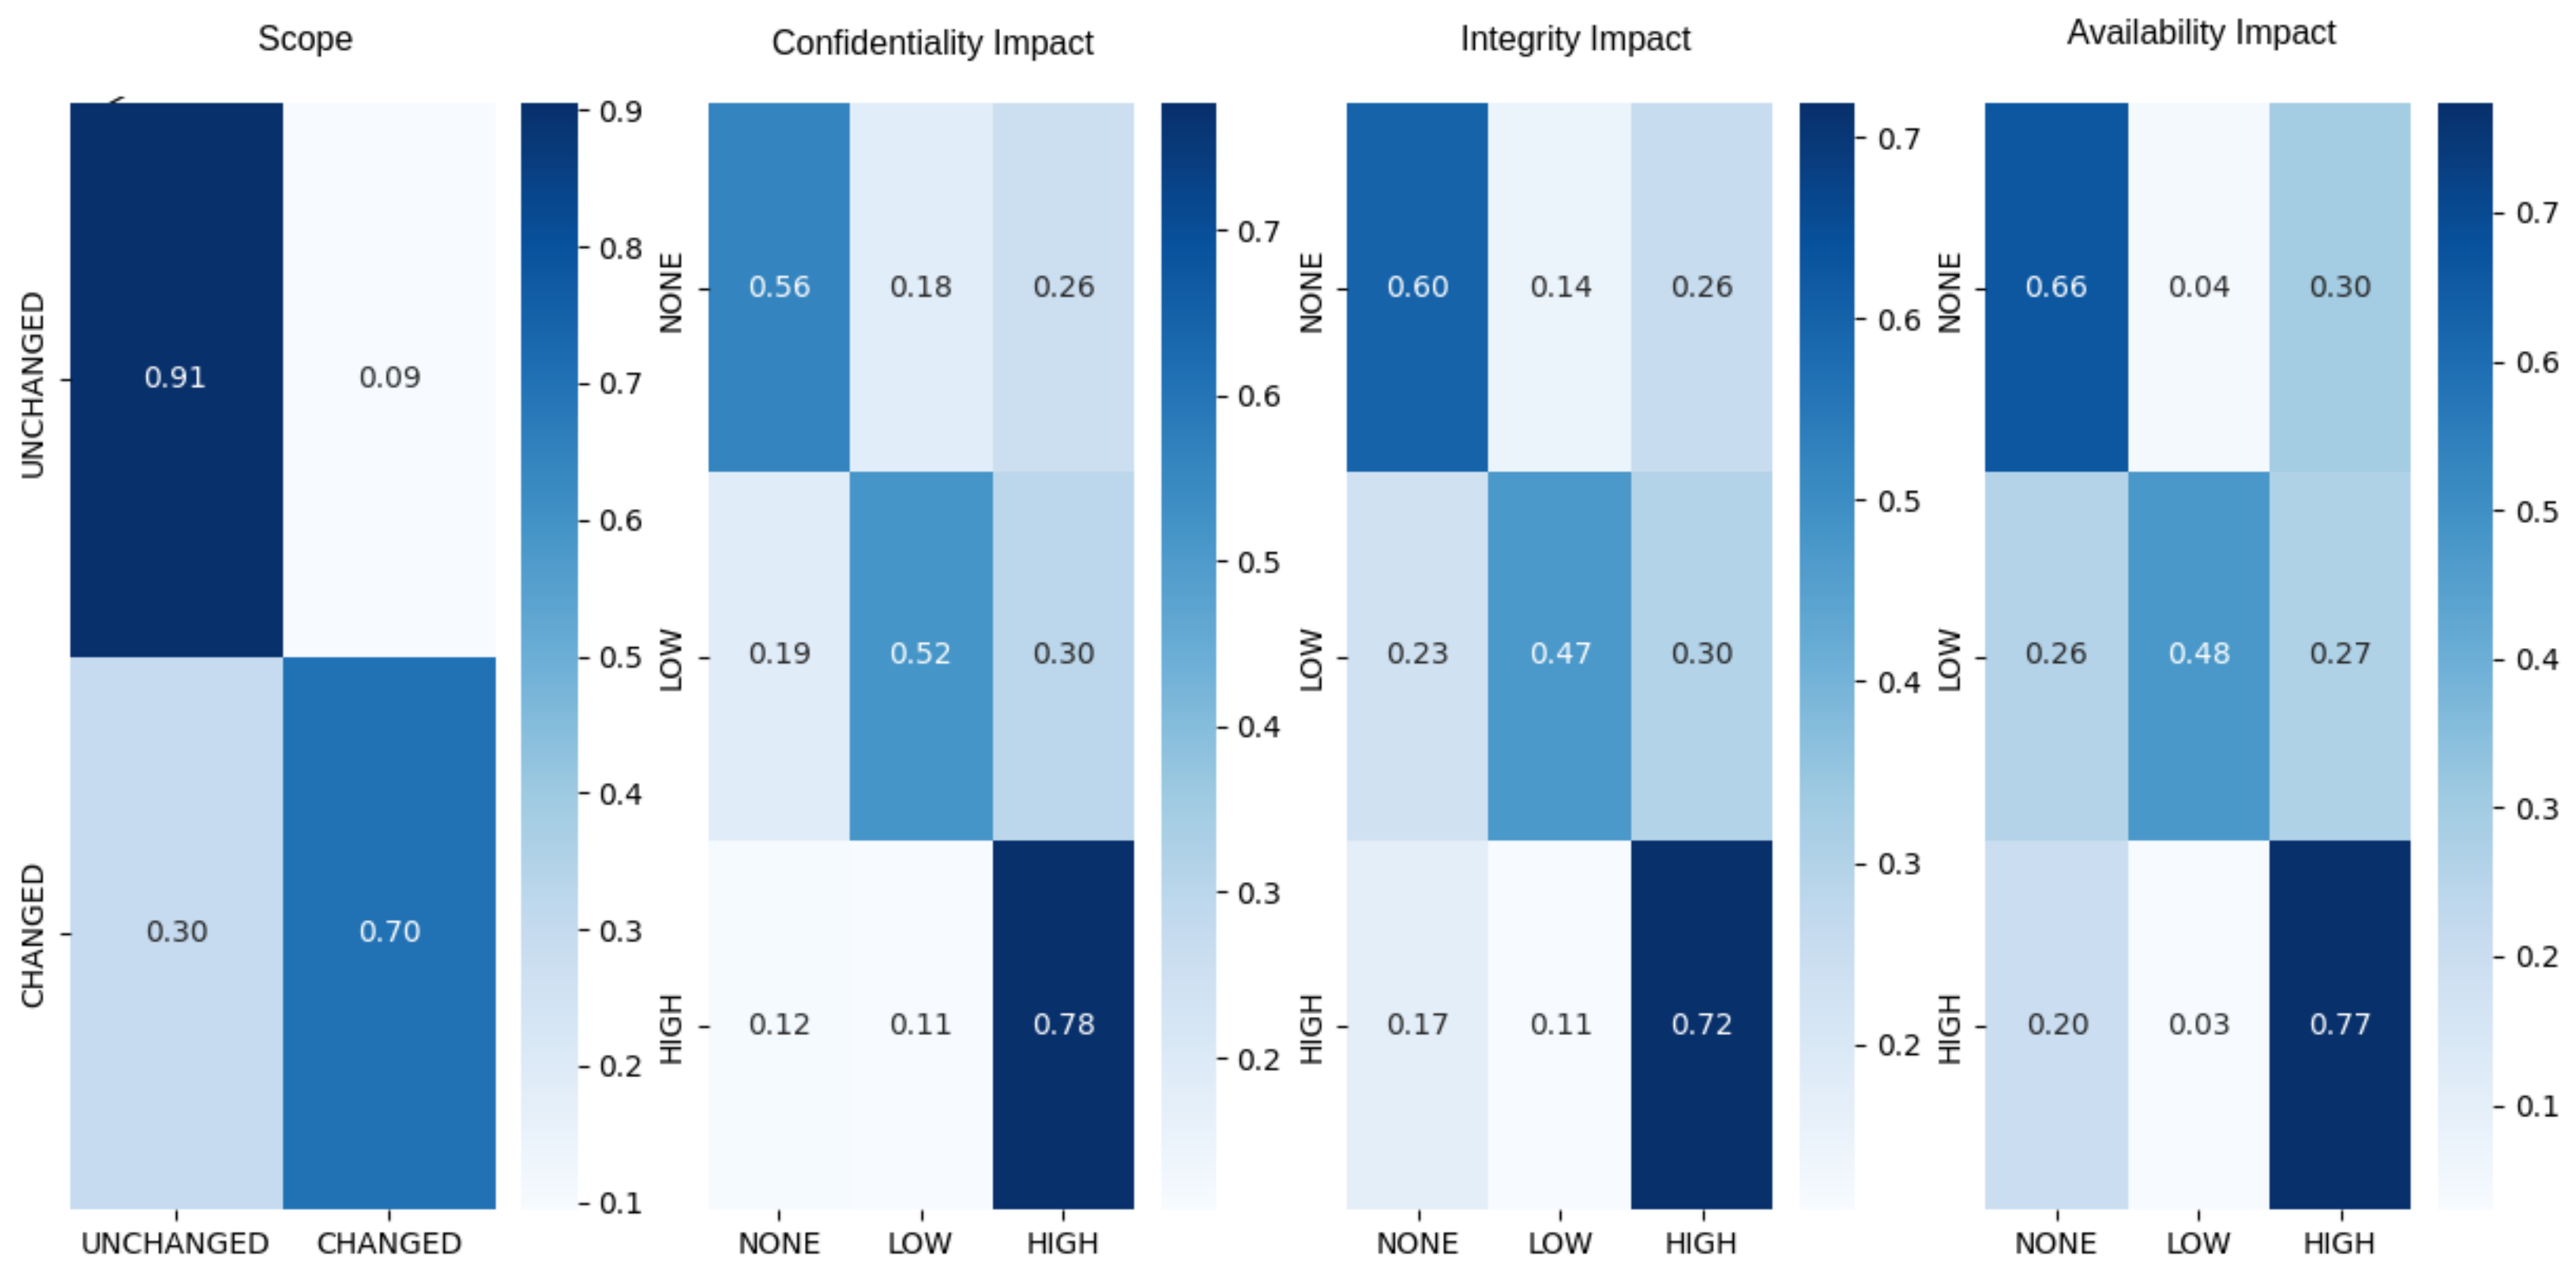 Scope
UNCHANGED
CHANGED
0.91 0.09
0.30 0.70
UNCHANGED CHANGED
0.9
0.8
0.7
0.6
0.5
0.4
0.3
0.2
0.1
Confidentiality Impact
NONE
LOW
HIGH
0.56 0.18 0.26
0.19 0.52 0.30
0.12 0.11 0.78
NONE LOW HIGH
0.7
0.6
0.5
0.4
0.3
0.2
Integrity Impact
NONE
LOW
HIGH
0.60 0.14 0.26
0.23 0.47 0.30
0.17 0.11 0.72
NONE LOW HIGH
0.7
0.6
0.5
0.4
0.3
0.2
Availability Impact
NONE
LOW
HIGH
0.66 0.04 0.30
0.26 0.48 0.27
0.20 0.03 0.77
NONE LOW HIGH
0.7
0.6
0.5
0.4
0.3
0.2
0.1